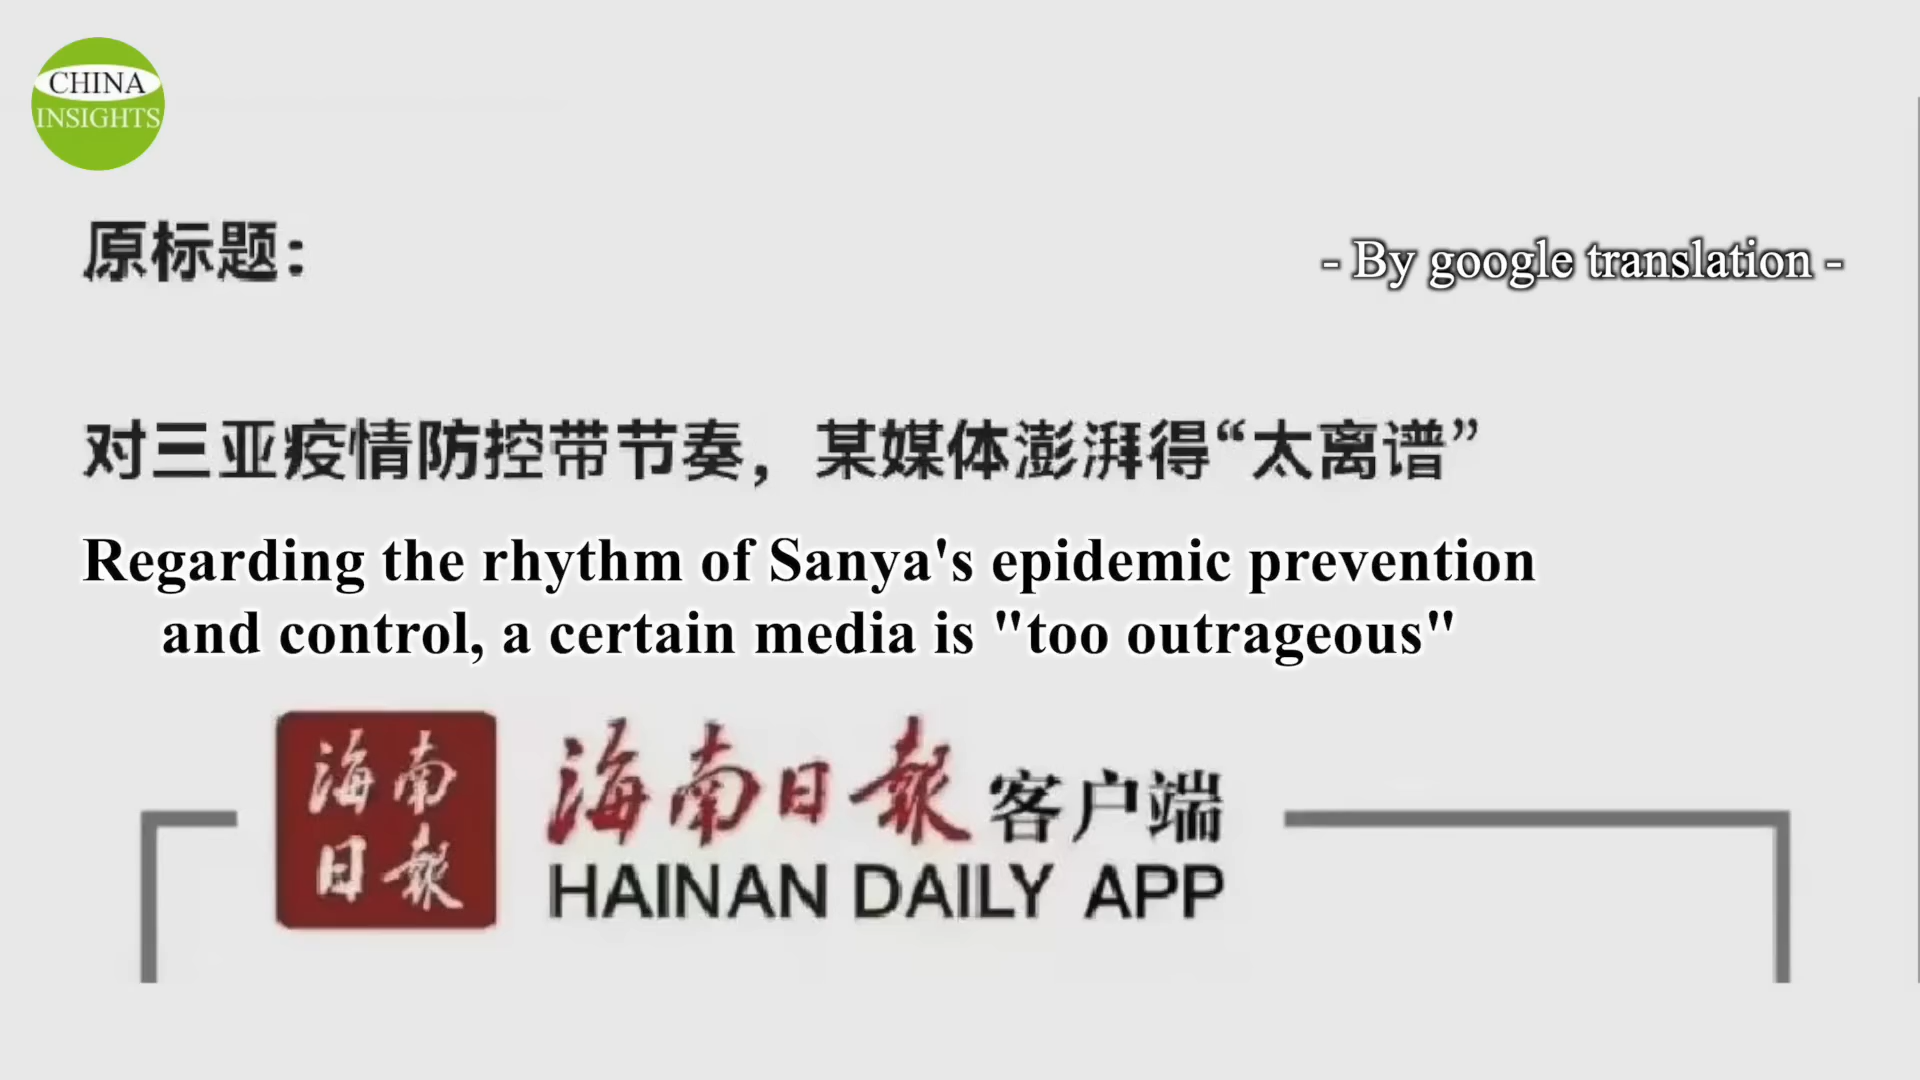 CHINA
INSIGHTS
原标题：
- By google translation -
对三亚疫情防控带节奏，某媒体澎湃得“太离谱”
Regarding the rhythm of Sanya's epidemic prevention
and control, a certain media is "too outrageous"
海南
日報
海南日報客户端
HAINAN DAILY APP